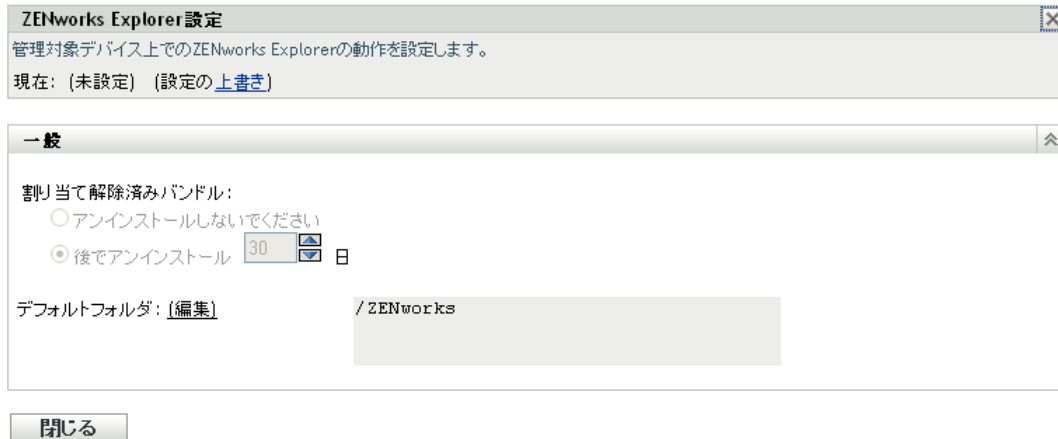 ZENworks Explorer設定
管理対象デバイス上でのZENworks Explorerの動作を設定します。
現在: (未設定) (設定の上書き)
一般
割り当て解除済みバンドル:
アンインストールしないでください
後でアンインストール 30 日
デフォルトフォルダ: (編集) /ZENworks
閉じる